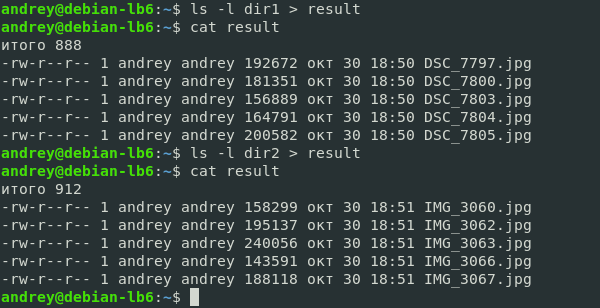 andrey@debian-lb6:~$ ls -l dir1 > result
andrey@debian-lb6:~$ cat result
итого 888
-rw-r--r-- 1 andrey andrey 192672 окт 30 18:50 DSC_7797.jpg
-rw-r--r-- 1 andrey andrey 181351 окт 30 18:50 DSC_7800.jpg
-rw-r--r-- 1 andrey andrey 156889 окт 30 18:50 DSC_7803.jpg
-rw-r--r-- 1 andrey andrey 164791 окт 30 18:50 DSC_7804.jpg
-rw-r--r-- 1 andrey andrey 200582 окт 30 18:50 DSC_7805.jpg
andrey@debian-lb6:~$ ls -l dir2 > result
andrey@debian-lb6:~$ cat result
итого 912
-rw-r--r-- 1 andrey andrey 158299 окт 30 18:51 IMG_3060.jpg
-rw-r--r-- 1 andrey andrey 195137 окт 30 18:51 IMG_3062.jpg
-rw-r--r-- 1 andrey andrey 240056 окт 30 18:51 IMG_3063.jpg
-rw-r--r-- 1 andrey andrey 143591 окт 30 18:51 IMG_3066.jpg
-rw-r--r-- 1 andrey andrey 188118 окт 30 18:51 IMG_3067.jpg
andrey@debian-lb6:~$